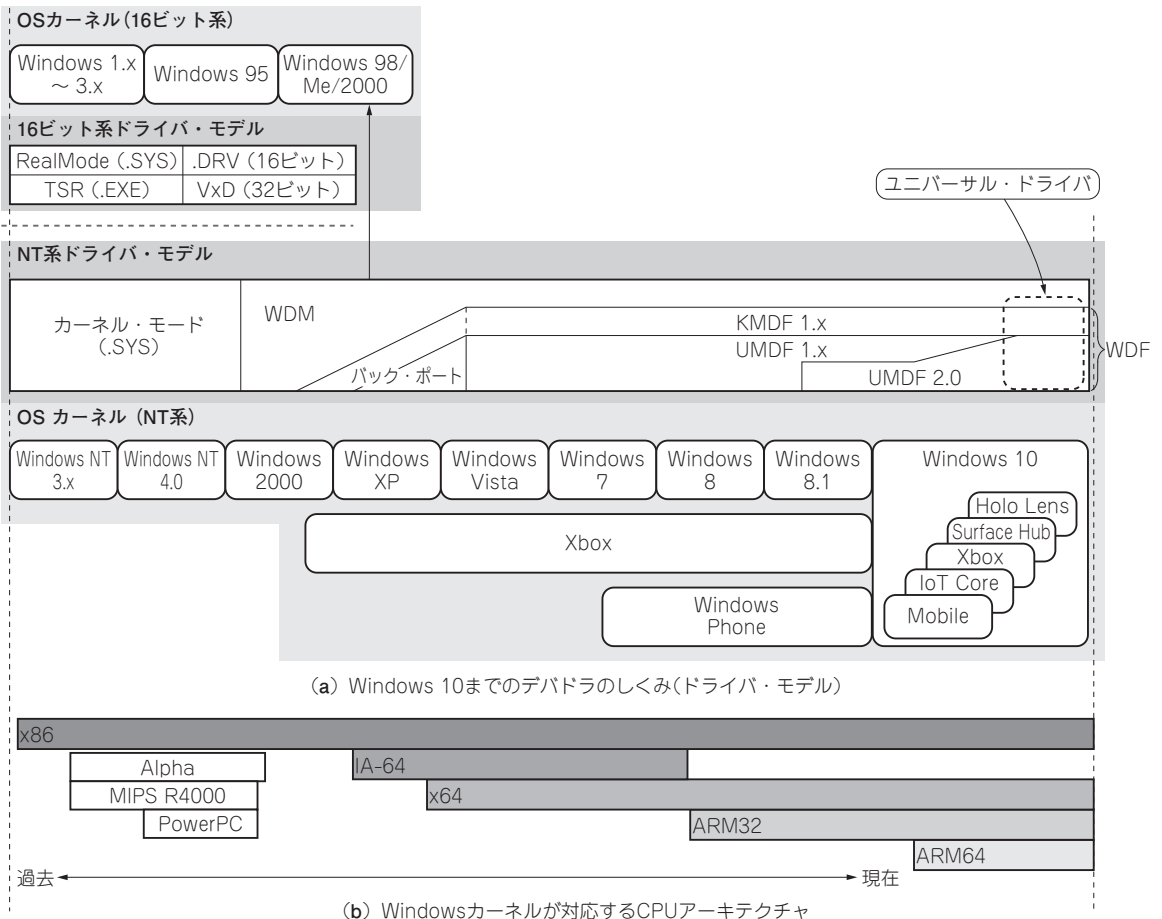 OSカーネル(16ビット系)
Windows 1.x
～ 3.x
Windows 95
Windows 98/
Me/2000
16ビット系ドライバ・モデル
RealMode (.SYS)
.DRV (16ビット)
TSR (.EXE)
VxD (32ビット)
ユニバーサル・ドライバ
NT系ドライバ・モデル
カーネル・モード
(.SYS)
WDM
バック・ポート
KMDF 1.x
UMDF 1.x
UMDF 2.0
WDF
OS カーネル (NT系)
Windows NT
3.x
Windows NT
4.0
Windows
2000
Windows
XP
Windows
Vista
Windows
7
Windows
8
Windows
8.1
Windows 10
Holo Lens
Surface Hub
Xbox
IoT Core
Mobile
Xbox
Windows
Phone
(a) Windows 10までのデバドラのしくみ(ドライバ・モデル)
x86
Alpha
IA-64
MIPS R4000
x64
PowerPC
ARM32
ARM64
過去
現在
(b) Windowsカーネルが対応するCPUアーキテクチャ